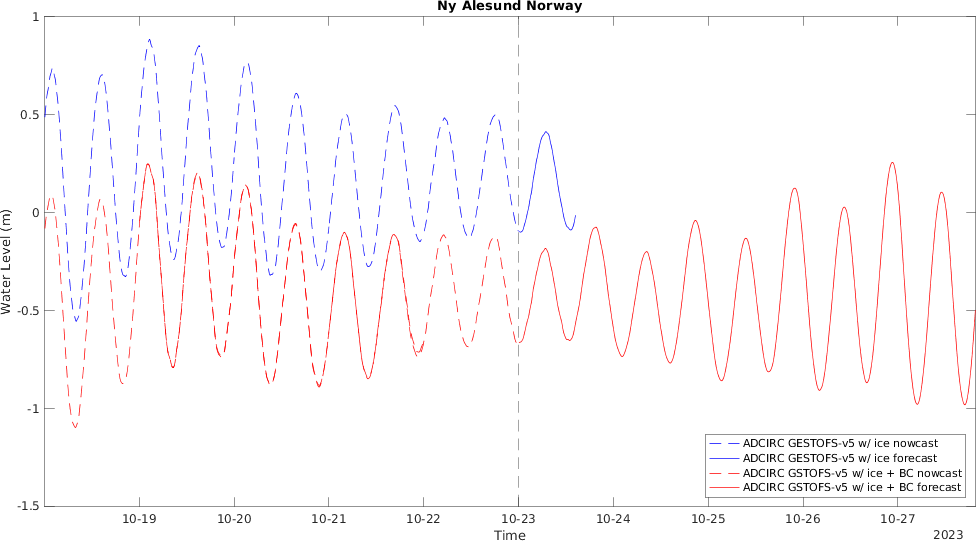 Ny Alesund Norway
1
0.5
0
-0.5
-1
-1.5
Water Level (m)
ADCIRC GESTOFS-v5 w/ ice nowcast
ADCIRC GESTOFS-v5 w/ ice forecast
ADCIRC GSTOFS-v5 w/ ice + BC nowcast
ADCIRC GSTOFS-v5 w/ ice + BC forecast
10-19 10-20 10-21 10-22 10-23 10-24 10-25 10-26 10-27
Time
2023